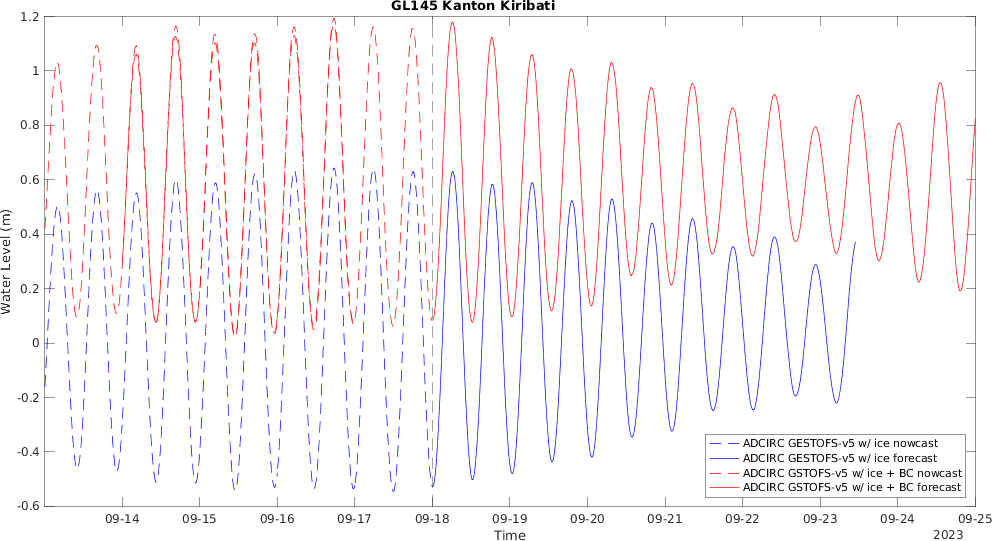 GL145 Kanton Kiribati
1.2
1
0.8
0.6
0.4
0.2
0
-0.2
-0.4
-0.6
Water Level (m)
09-14 09-15 09-16 09-17 09-18 09-19 09-20 09-21 09-22 09-23 09-24 09-25
Time
2023
ADCIRC GESTOFS-v5 w/ ice nowcast
ADCIRC GESTOFS-v5 w/ ice forecast
ADCIRC GSTOFS-v5 w/ ice + BC nowcast
ADCIRC GSTOFS-v5 w/ ice + BC forecast